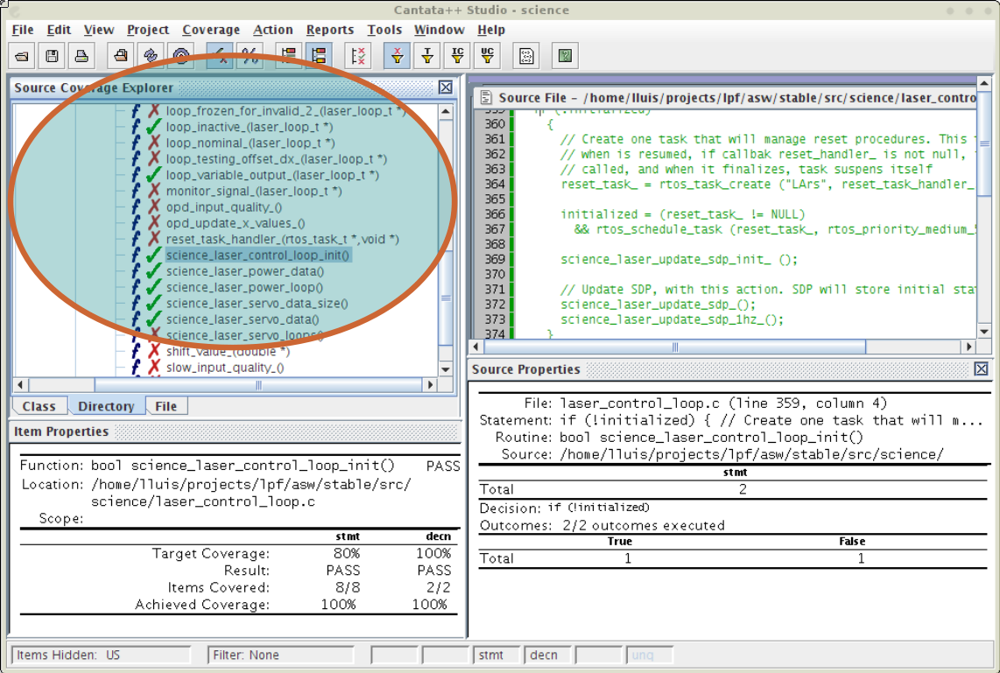 Cantata++ Studio - science
File Edit View Project Coverage Action Reports Tools Window Help
% X T IC UC ?
Source Coverage Explorer
f loop_frozen_for_invalid_2_(laser_loop_t *)
f loop_inactive_(laser_loop_t *)
f loop_nominal_(laser_loop_t *)
f loop_testing_offset_dx_(laser_loop_t *)
f loop_variable_output_(laser_loop_t *)
f monitor_signal_(laser_loop_t *)
f opd_input_quality_()
f opd_update_x_values_()
f reset_task_handler_(rtos_task_t *,void *)
f science_laser_control_loop_init()
f science_laser_power_data()
f science_laser_power_loop()
f science_laser_servo_data_size()
f science_laser_servo_data()
f science_laser_servo_loops()
f shift_value_(double *)
f slow_input_quality_()
Class Directory File
Source File - /home/lluis/projects/lpf/asw/stable/src/science/laser_contro
359 if (!initialized)
360 {
361 // Create one task that will manage reset procedures. This
362 // when is resumed, if callbak reset_handler_ is not null,
363 // called, and when it finalizes, task suspens itself
364 reset_task_ = rtos_task_create ("LArs", reset_task_handler_
365
366 initialized = (reset_task_ != NULL)
367 && rtos_schedule_task (reset_task_, rtos_priority_medium_
368
369 science_laser_update_sdp_init_ ();
370
371 // Update SDP, with this action. SDP will store initial sta
372 science_laser_update_sdp_();
373 science_laser_update_sdp_1hz_();
374 }
Item Properties
Function: bool science_laser_control_loop_init() PASS
Location: /home/lluis/projects/lpf/asw/stable/src/
science/laser_control_loop.c
Scope:
stmt decn
Target Coverage: 80% 100%
Result: PASS PASS
Items Covered: 8/8 2/2
Achieved Coverage: 100% 100%
Source Properties
File: laser_control_loop.c (line 359, column 4)
Statement: if (!initialized) { // Create one task that will m...
Routine: bool science_laser_control_loop_init()
Source: /home/lluis/projects/lpf/asw/stable/src/science/
stmt
Total 2
Decision: if (!initialized)
Outcomes: 2/2 outcomes executed
True False
Total 1 1
Items Hidden: US Filter: None stmt decn unq